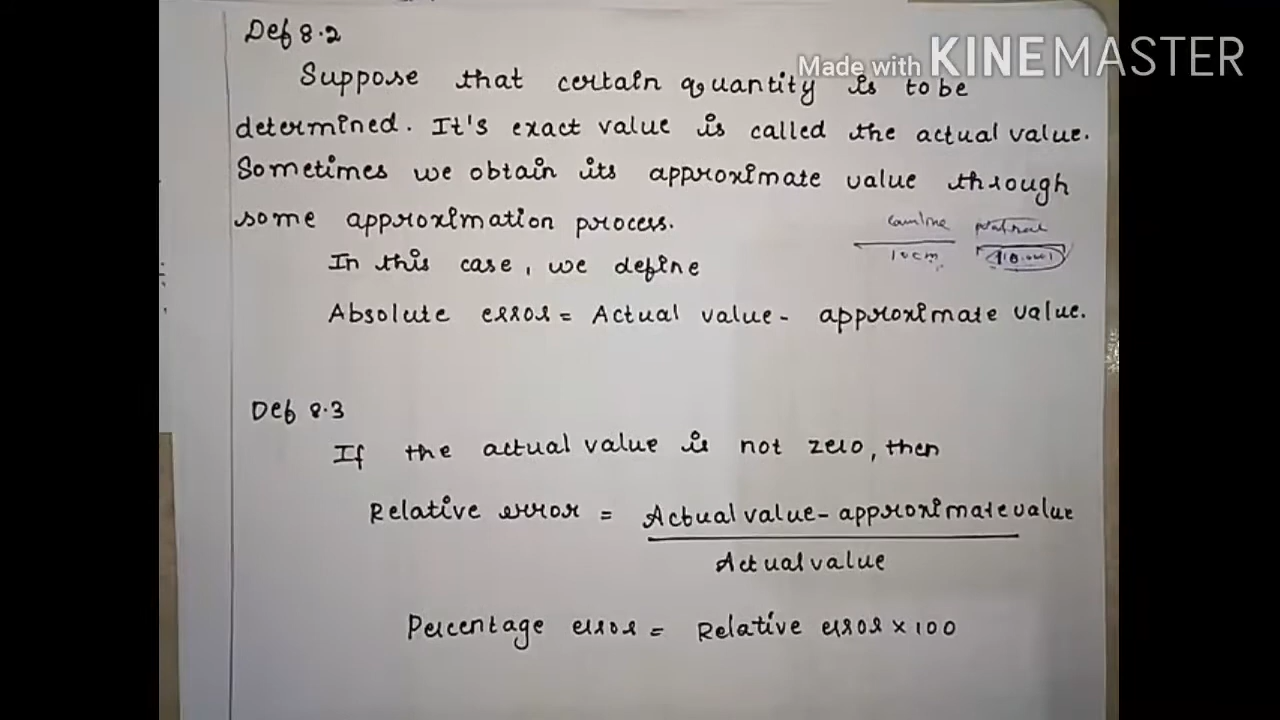 Def 8.2
Made with KINEMASTER
Suppose that certain quantity is to be
determined. It's exact value is called the actual value.
Sometimes we obtain its approximate value through
some approximation process.
10cm
In this case, we define
Absolute error = Actual value - approximate value.
Def 8.3
If the actual value is not zero, then
Relative error = Actual value - approximate value
Actual value
Percentage error = Relative error × 100